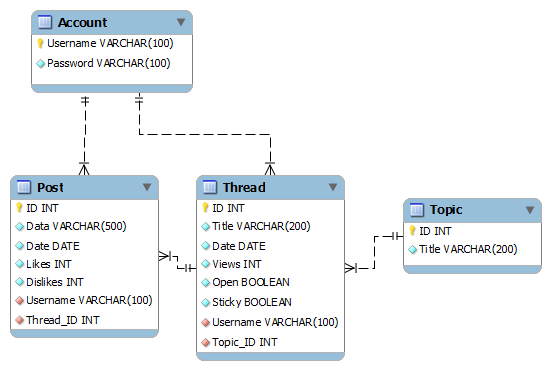 Account
Username VARCHAR(100)
Password VARCHAR(100)
Post
ID INT
Data VARCHAR(500)
Date DATE
Likes INT
Dislikes INT
Username VARCHAR(100)
Thread_ID INT
Thread
ID INT
Title VARCHAR(200)
Date DATE
Views INT
Open BOOLEAN
Sticky BOOLEAN
Username VARCHAR(100)
Topic_ID INT
Topic
ID INT
Title VARCHAR(200)